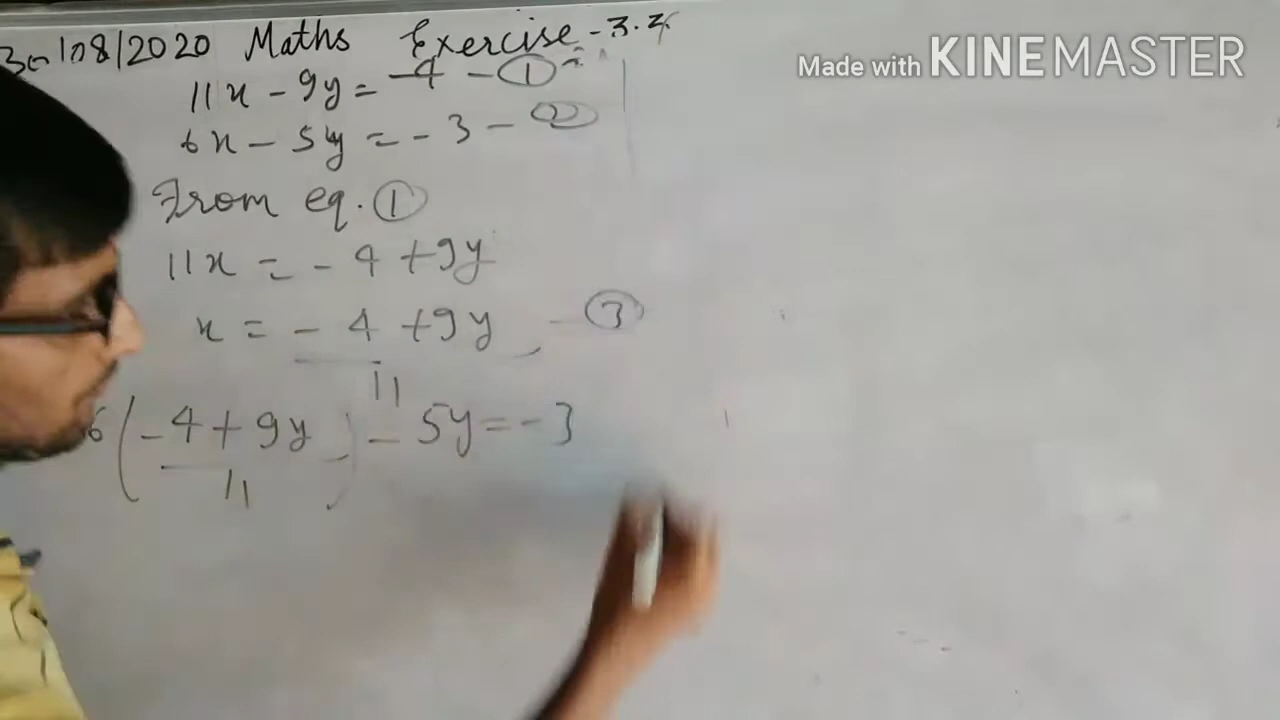 30/08/2020 Maths Exercise-3.3
Made with KINEMASTER
11x - 9y = -4 - ①
6x - 5y = -3 - ②
From eq. ①
11x = -4 + 9y
x = -4 + 9y - ③
11
6(-4 + 9y) - 5y = -3
11